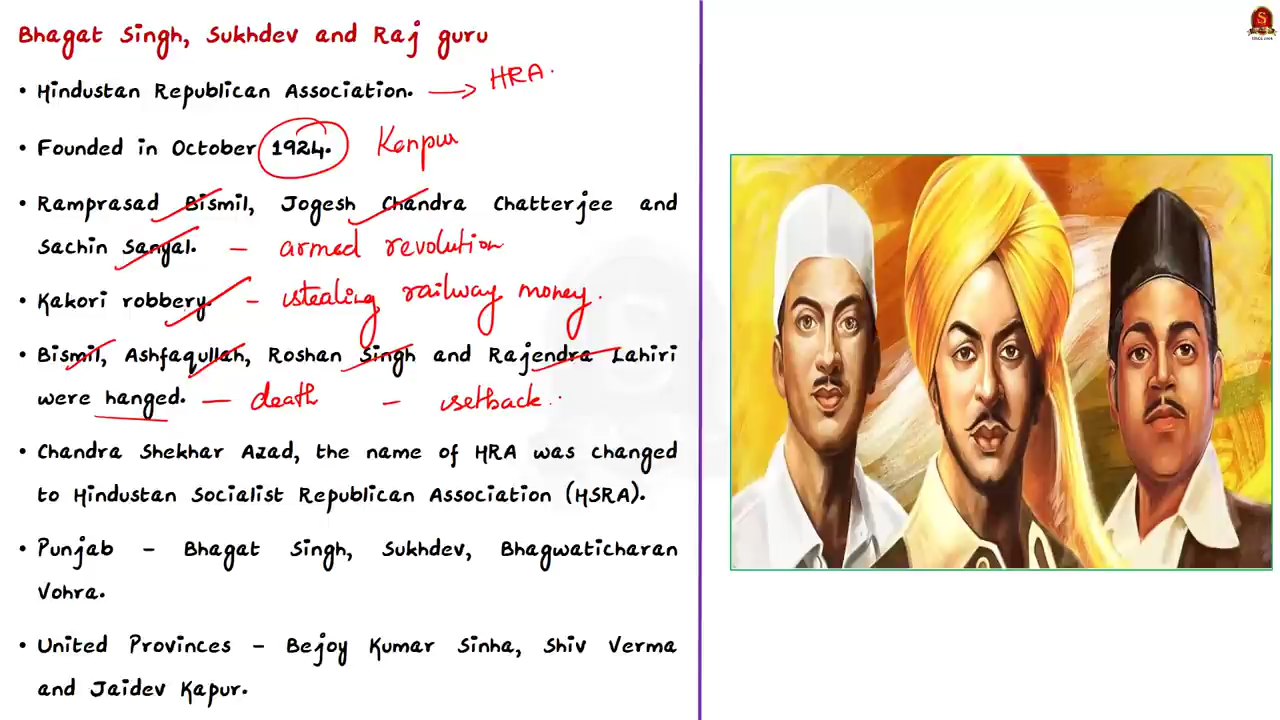 Bhagat Singh, Sukhdev and Raj guru
• Hindustan Republican Association. → HRA.
• Founded in October 1924. Kanpur
• Ramprasad Bismil, Jogesh Chandra Chatterjee and
Sachin Sanyal. – armed revolution
• Kakori robbery. – stealing railway money.
• Bismil, Ashfaqullah, Roshan Singh and Rajendra Lahiri
were hanged. – death – setback..
• Chandra Shekhar Azad, the name of HRA was changed
to Hindustan Socialist Republican Association (HSRA).
• Punjab – Bhagat Singh, Sukhdev, Bhagwaticharan
Vohra.
• United Provinces – Bejoy Kumar Sinha, Shiv Verma
and Jaidev Kapur.